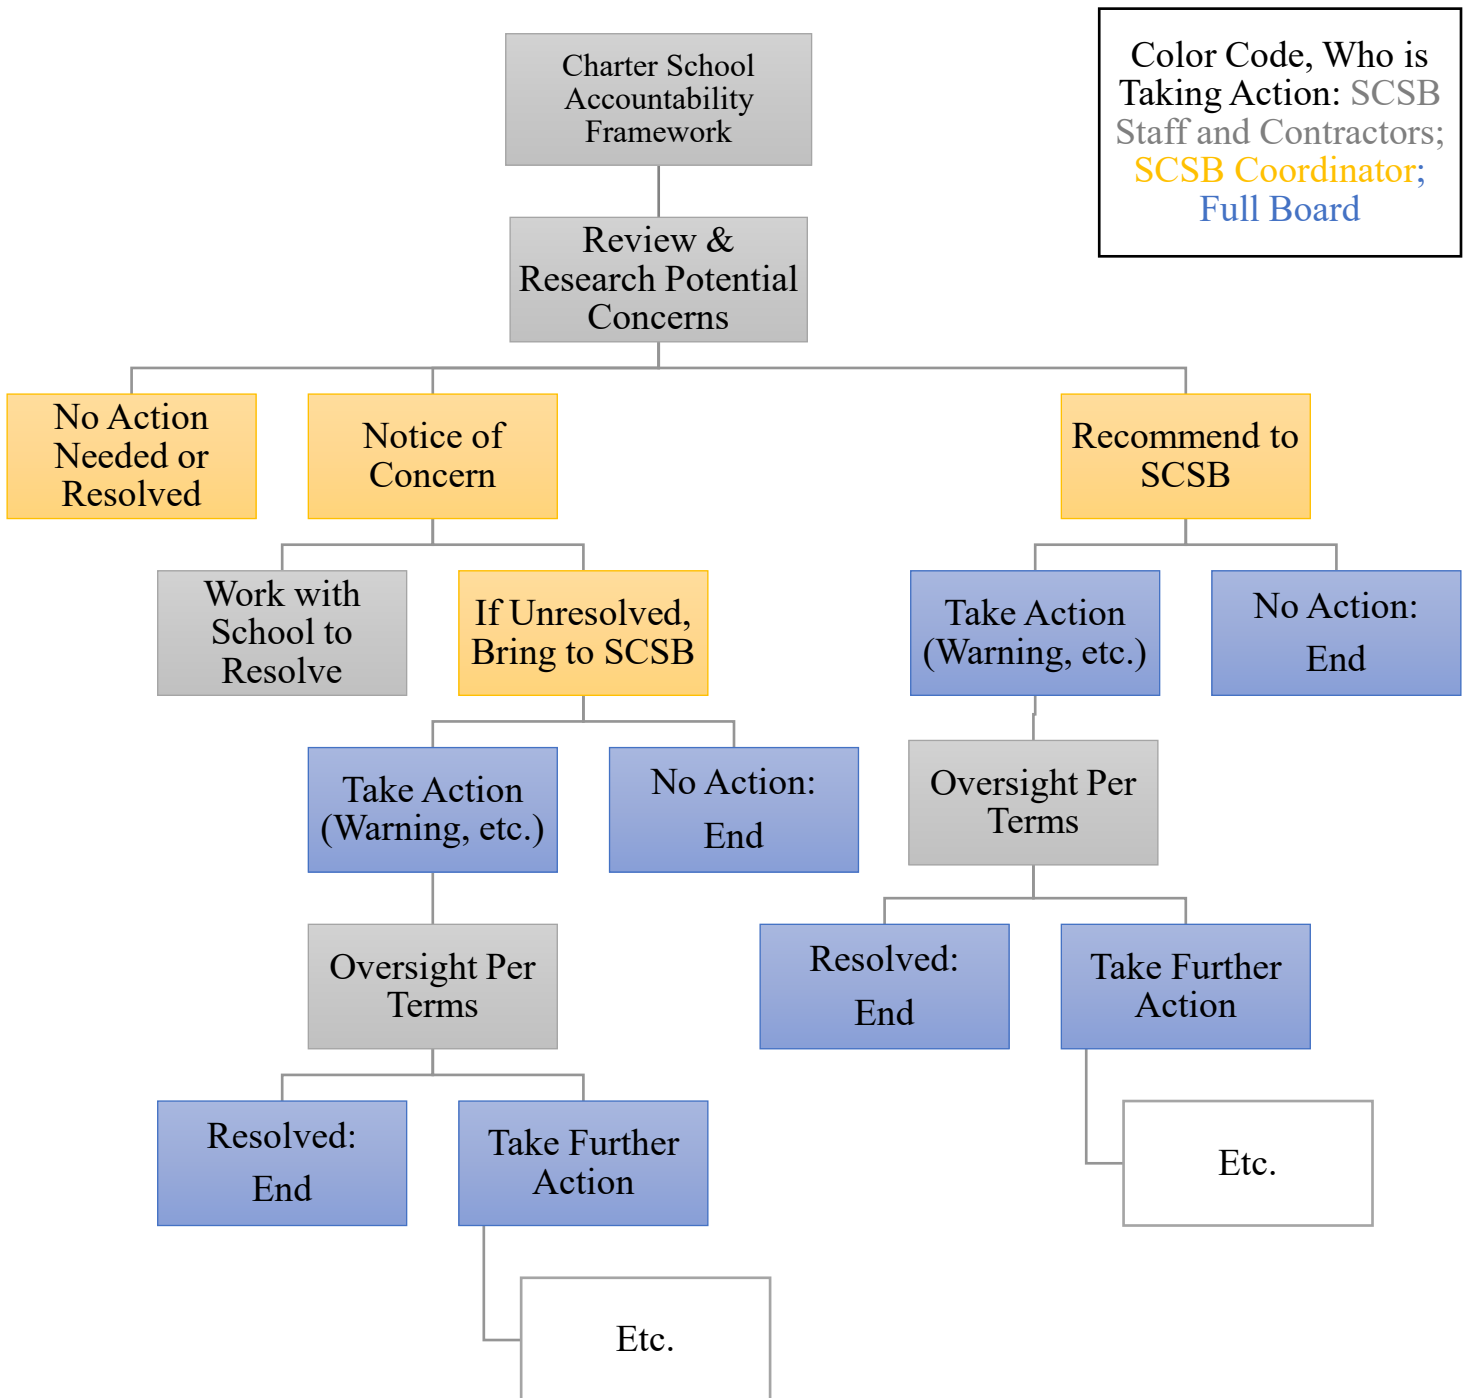 Charter School
Accountability
Framework
Color Code, Who is
Taking Action: SCSB
Staff and Contractors;
SCSB Coordinator;
Full Board
Review &
Research Potential
Concerns
No Action
Needed or
Resolved
Notice of
Concern
Recommend to
SCSB
Work with
School to
Resolve
If Unresolved,
Bring to SCSB
Take Action
(Warning, etc.)
No Action:
End
Take Action
(Warning, etc.)
No Action:
End
Oversight Per
Terms
Oversight Per
Terms
Resolved:
End
Take Further
Action
Resolved:
End
Take Further
Action
Etc.
Etc.